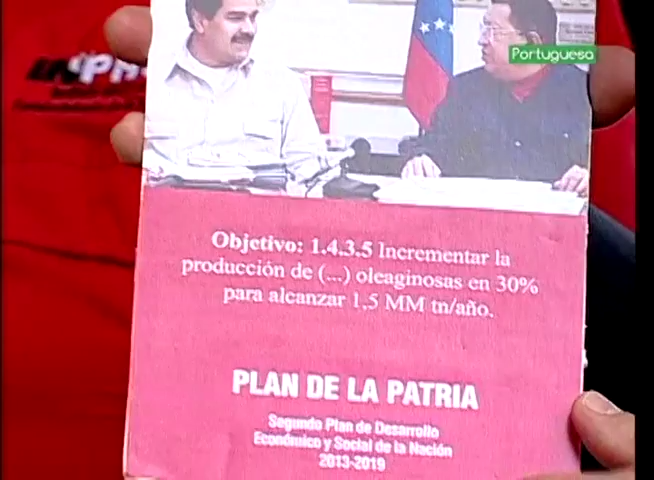 Portuguesa
Objetivo: 1.4.3.5 Incrementar la
producción de (...) oleaginosas en 30%
para alcanzar 1.5 MM tn/año.
PLAN DE LA PATRIA
Segundo Plan de Desarrollo
Económico y Social de la Nación
2013-2019